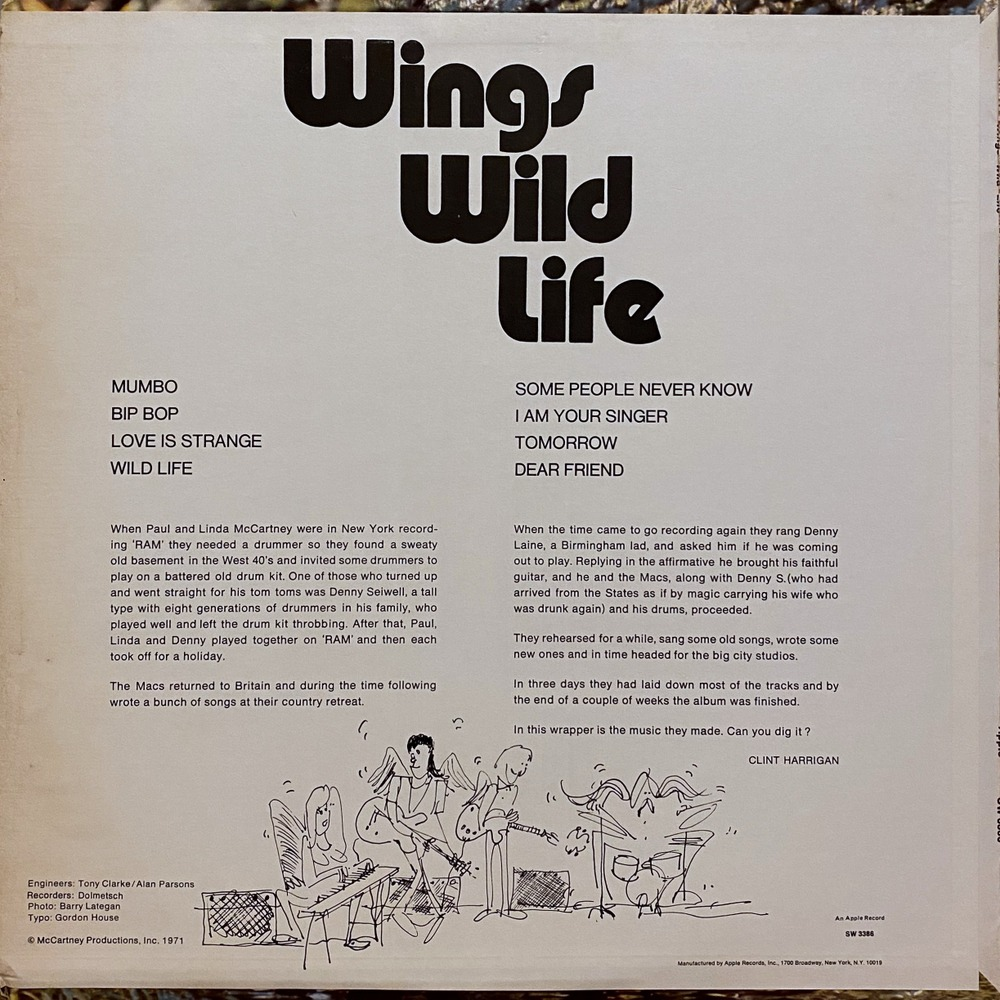 Wings
Wild
Life
MUMBO
BIP BOP
LOVE IS STRANGE
WILD LIFE
SOME PEOPLE NEVER KNOW
I AM YOUR SINGER
TOMORROW
DEAR FRIEND
When Paul and Linda McCartney were in New York record-
ing 'RAM' they needed a drummer so they found a sweaty
old basement in the West 40's and invited some drummers to
play on a battered old drum kit. One of those who turned up
and went straight for his tom toms was Denny Seiwell, a tall
type with eight generations of drummers in his family, who
played well and left the drum kit throbbing. After that, Paul,
Linda and Denny played together on 'RAM' and then each
took off for a holiday.
The Macs returned to Britain and during the time following
wrote a bunch of songs at their country retreat.
When the time came to go recording again they rang Denny
Laine, a Birmingham lad, and asked him if he was coming
out to play. Replying in the affirmative he brought his faithful
guitar, and he and the Macs, along with Denny S.(who had
arrived from the States as if by magic carrying his wife who
was drunk again) and his drums, proceeded.
They rehearsed for a while, sang some old songs, wrote some
new ones and in time headed for the big city studios.
In three days they had laid down most of the tracks and by
the end of a couple of weeks the album was finished.
In this wrapper is the music they made. Can you dig it?
CLINT HARRIGAN
Engineers: Tony Clarke/Alan Parsons
Recorders: Dolmetsch
Photo: Barry Lategan
Typo: Gordon House
© McCartney Productions, Inc. 1971
An Apple Record
SW 3386
Manufactured by Apple Records, Inc., 1700 Broadway, New York, N.Y. 10019